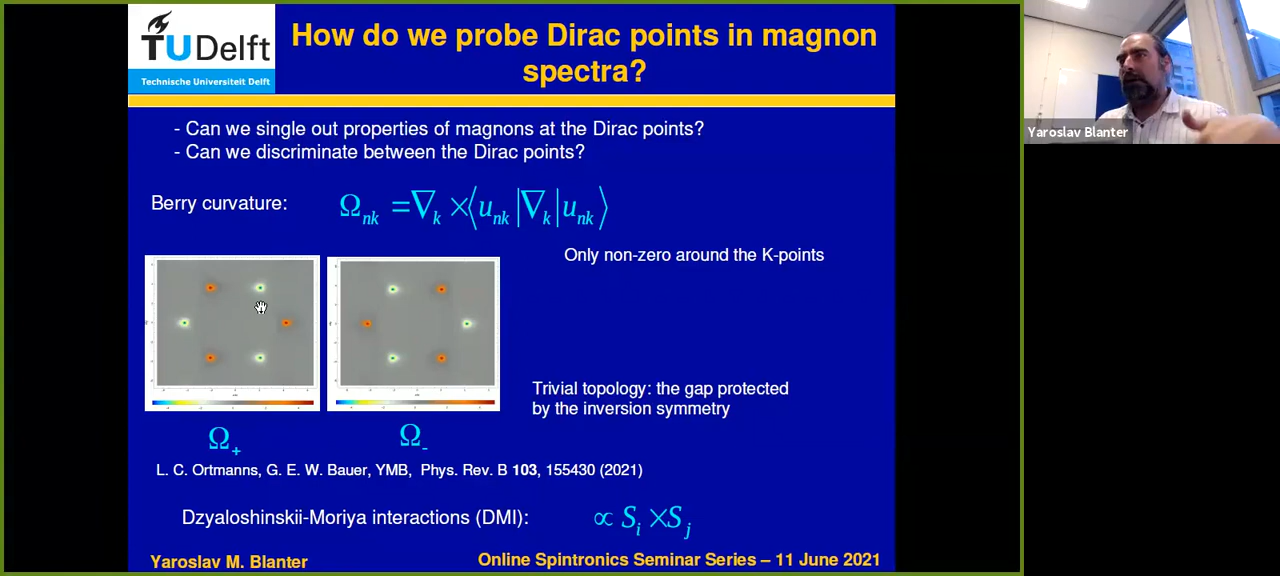 TUDelft
Technische Universiteit Delft
How do we probe Dirac points in magnon
spectra?
Yaroslav Blanter
- Can we single out properties of magnons at the Dirac points?
- Can we discriminate between the Dirac points?
Berry curvature: Ω_nk = ∇_k × ⟨u_nk |∇_k| u_nk⟩
Only non-zero around the K-points
Trivial topology: the gap protected
by the inversion symmetry
Ω_+ Ω_-
L. C. Ortmanns, G. E. W. Bauer, YMB, Phys. Rev. B 103, 155430 (2021)
Dzyaloshinskii-Moriya interactions (DMI): ∝ S_i × S_j
Yaroslav M. Blanter
Online Spintronics Seminar Series – 11 June 2021